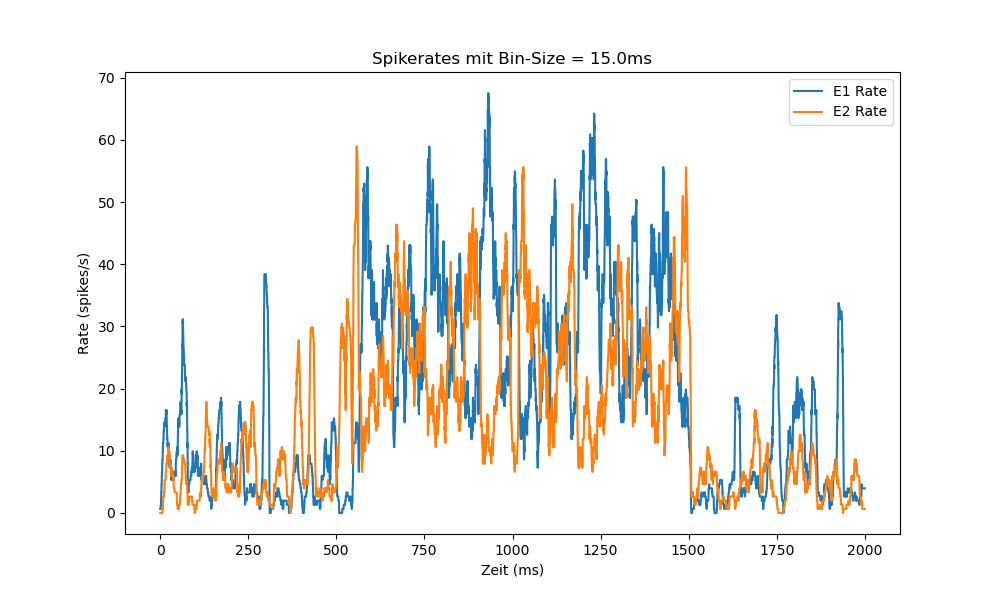 Spikerates mit Bin-Size = 15.0ms
E1 Rate
E2 Rate
70
60
50
40
30
20
10
0
Rate (spikes/s)
0 250 500 750 1000 1250 1500 1750 2000
Zeit (ms)